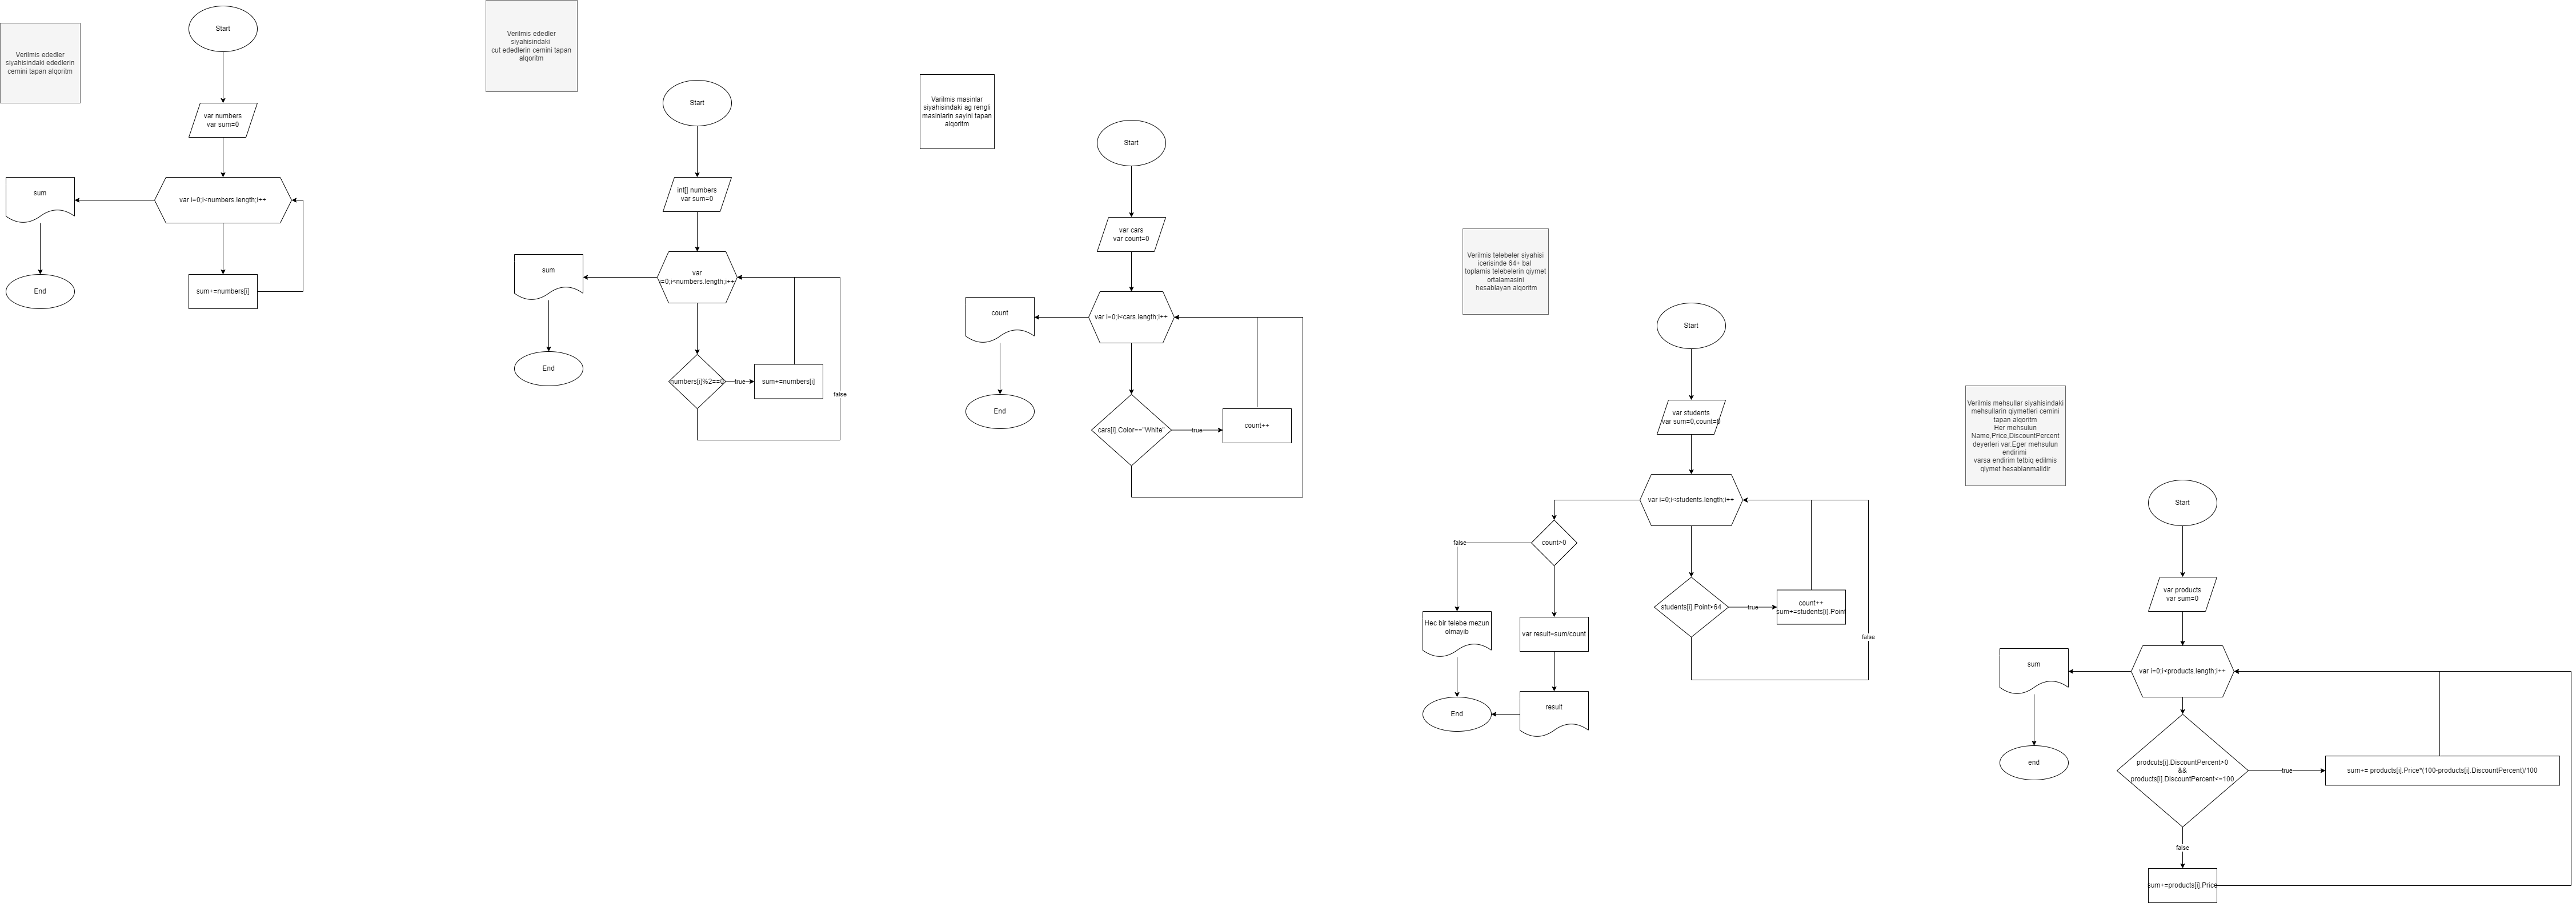 Verilmis ededler
siyahisindaki ededlerin
cemini tapan alqoritm
Start
var numbers
var sum=0
var i=0;i<numbers.length;i++
sum
End
sum+=numbers[i]
Verilmis ededler
siyahisindaki
cut ededlerin cemini tapan
alqoritm
Start
int[] numbers
var sum=0
var
i=0;i<numbers.length;i++
sum
End
numbers[i]%2==0
true
sum+=numbers[i]
false
Varilmis masinlar
siyahisindaki ag rengli
masinlarin sayini tapan
alqoritm
Start
var cars
var count=0
var i=0;i<cars.length;i++
count
End
cars[i].Color=="White"
true
count++
Verilmis telebeler siyahisi
icerisinde 64+ bal
toplamis telebelerin qiymet
ortalamasini
hesablayan alqoritm
Start
var students
var sum=0,count=0
var i=0;i<students.length;i++
count>0
false
Hec bir telebe mezun
olmayib
var result=sum/count
End
result
students[i].Point>64
true
count++
sum+=students[i].Point
false
Verilmis mehsullar siyahisindaki
mehsullarin qiymetleri cemini
tapan alqoritm
Her mehsulun
Name,Price,DiscountPercent
deyerleri var.Eger mehsulun
endirimi
varsa endirim tetbiq edilmis
qiymet hesablanmalidir
Start
var products
var sum=0
var i=0;i<products.length;i++
sum
end
prodcuts[i].DiscountPercent>0
&&
products[i].DiscountPercent<=100
true
sum+= products[i].Price*(100-products[i].DiscountPercent)/100
false
sum+=products[i].Price